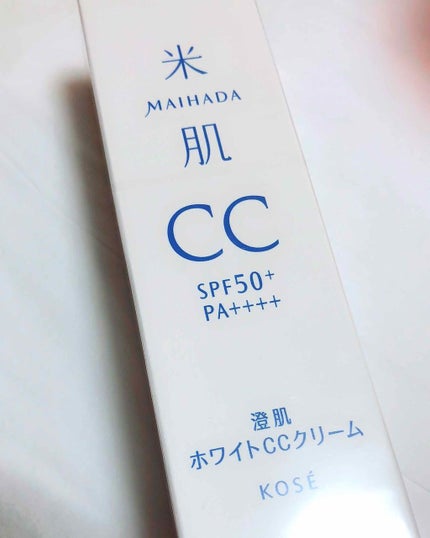 米
MAIHADA
肌
CC
SPF50+
PA++++
澄肌
ホワイトCCクリーム
KOSÉ